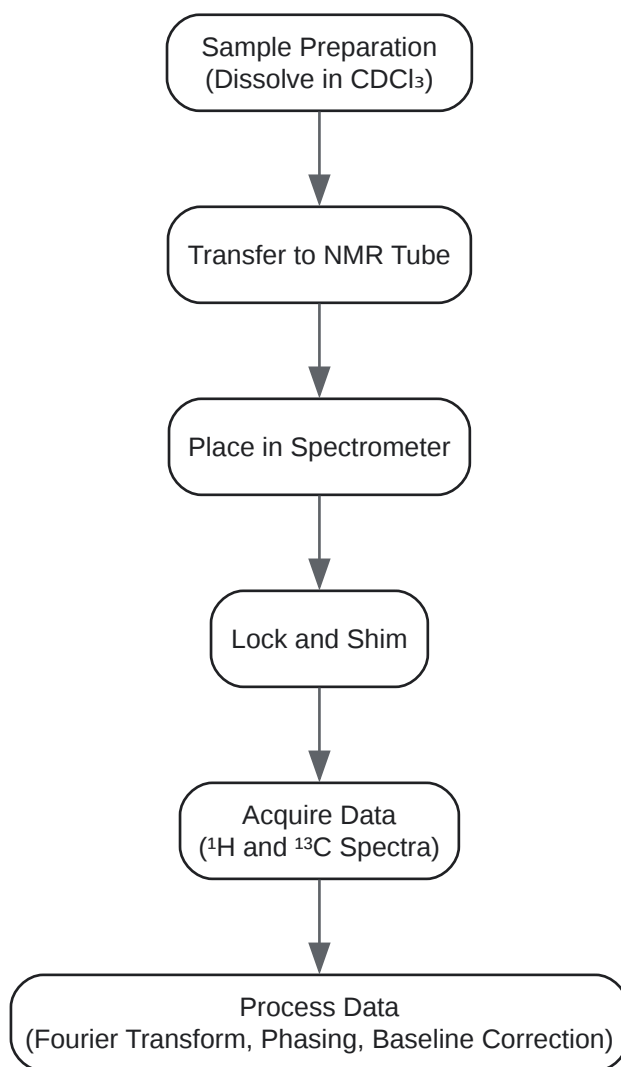 Sample Preparation
(Dissolve in CDCl₃)
Transfer to NMR Tube
Place in Spectrometer
Lock and Shim
Acquire Data
(¹H and ¹³C Spectra)
Process Data
(Fourier Transform, Phasing, Baseline Correction)